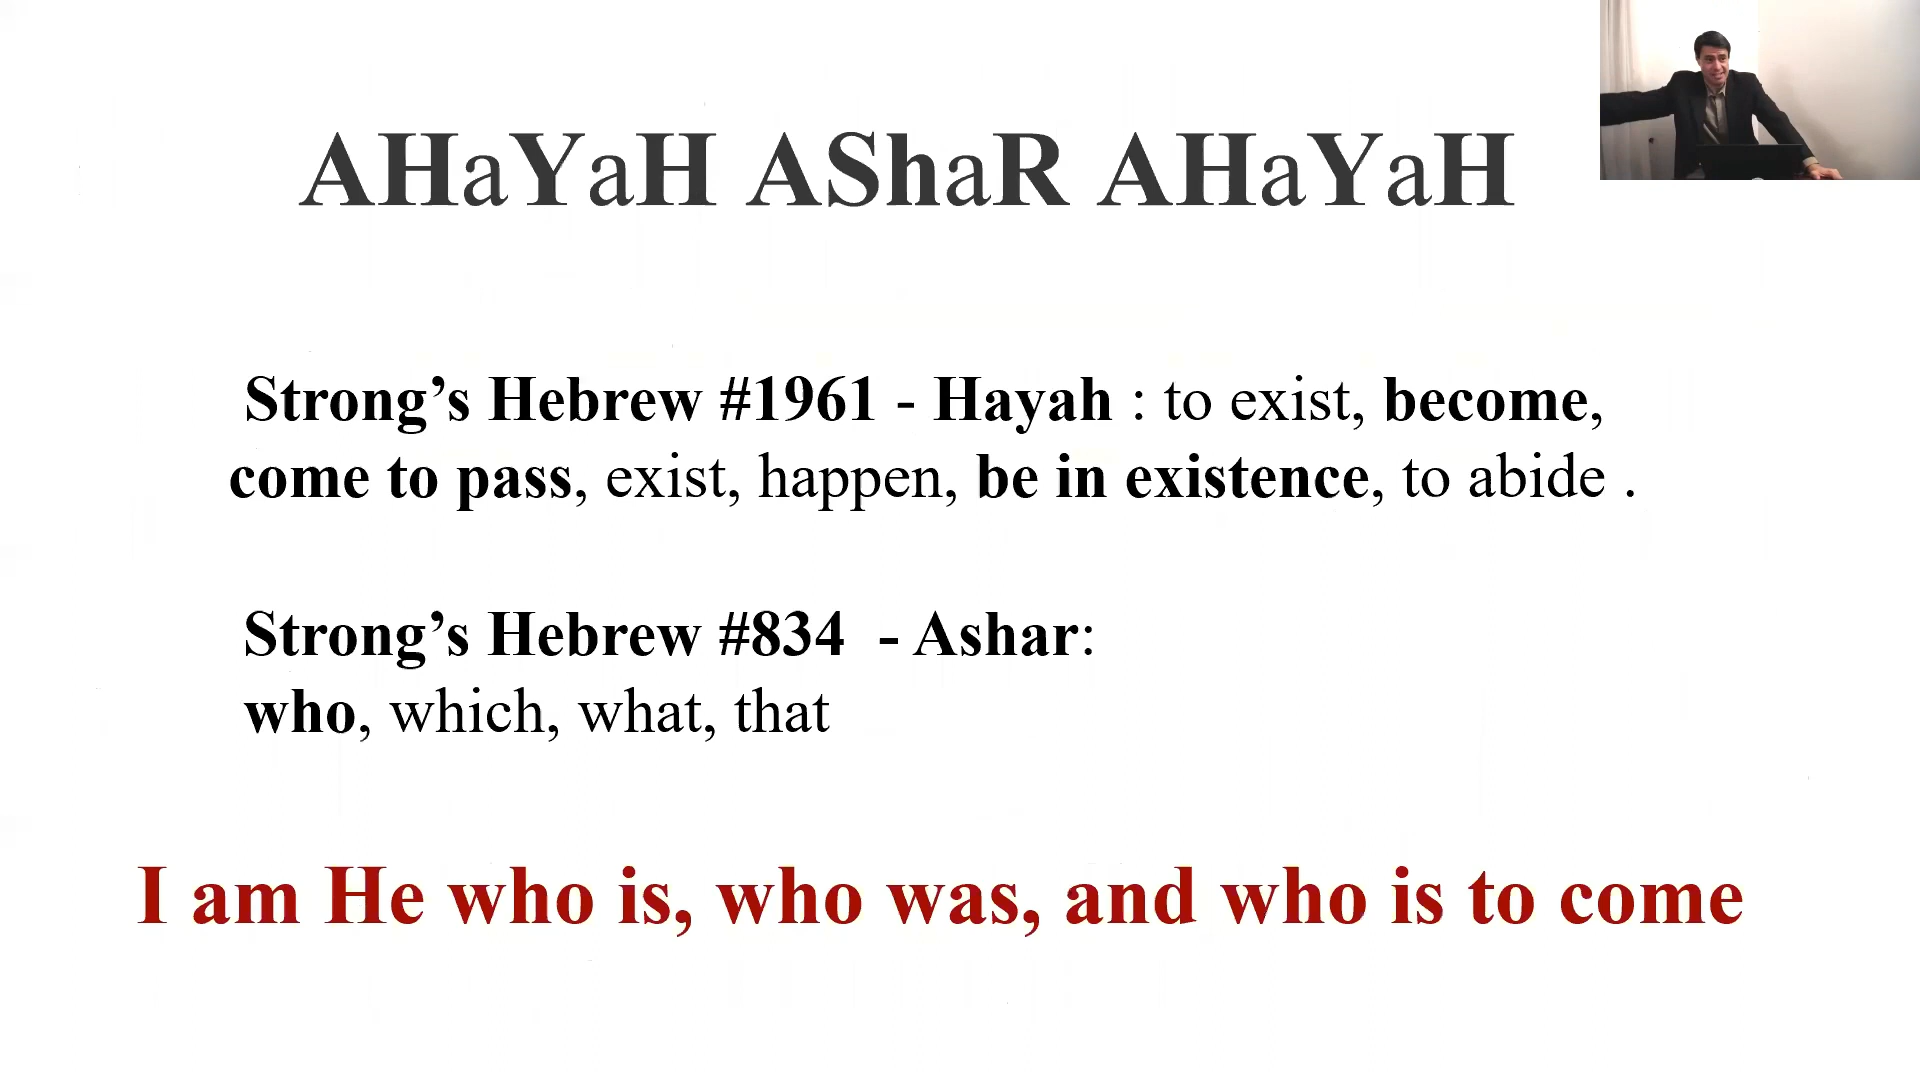 AHaYaH AShaR AHaYaH
Strong’s Hebrew #1961 - Hayah : to exist, become,
come to pass, exist, happen, be in existence, to abide .
Strong’s Hebrew #834 - Ashar:
who, which, what, that
I am He who is, who was, and who is to come